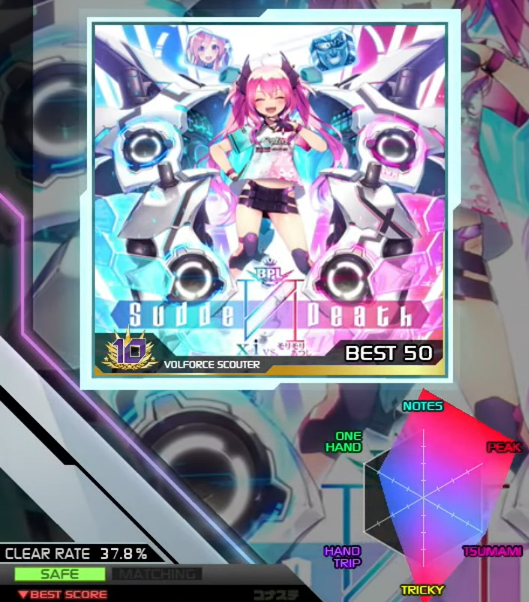 BPL
Sudde Death
xi vs. モリモリあつし
10
VOLFORCE SCOUTER
BEST 50
NOTES
ONE HAND
PEAK
HAND TRIP
TSUMAMI
TRICKY
CLEAR RATE 37.8%
SAFE
MATCHING
▼BEST SCORE
コナステ